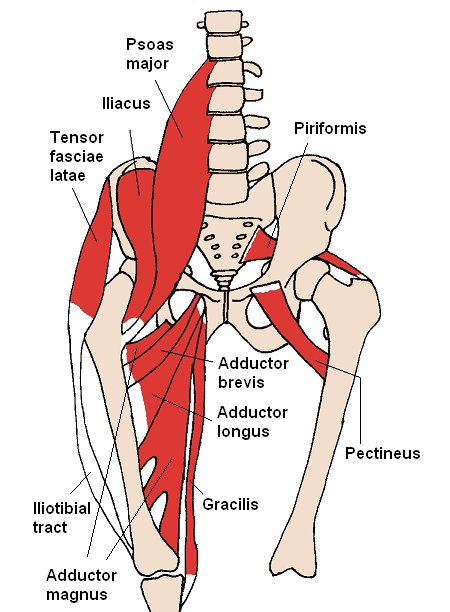 Psoas
major
Iliacus
Tensor
fasciae
latae
Piriformis
Adductor
brevis
Adductor
longus
Pectineus
Iliotibial
tract
Gracilis
Adductor
magnus